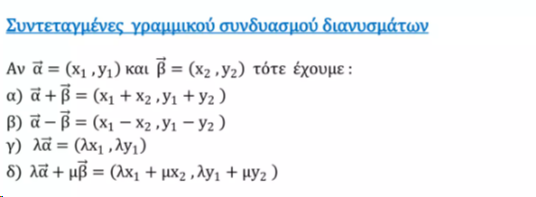 Συντεταγμένες γραμμικού συνδυασμού διανυσμάτων
Αν α⃗ = (x₁ ,y₁) και β⃗ = (x₂ ,y₂) τότε έχουμε :
α) α⃗ + β⃗ = (x₁ + x₂ ,y₁ + y₂ )
β) α⃗ − β⃗ = (x₁ − x₂ ,y₁ − y₂ )
γ) λα⃗ = (λx₁ ,λy₁)
δ) λα⃗ + μβ⃗ = (λx₁ + μx₂ ,λy₁ + μy₂ )